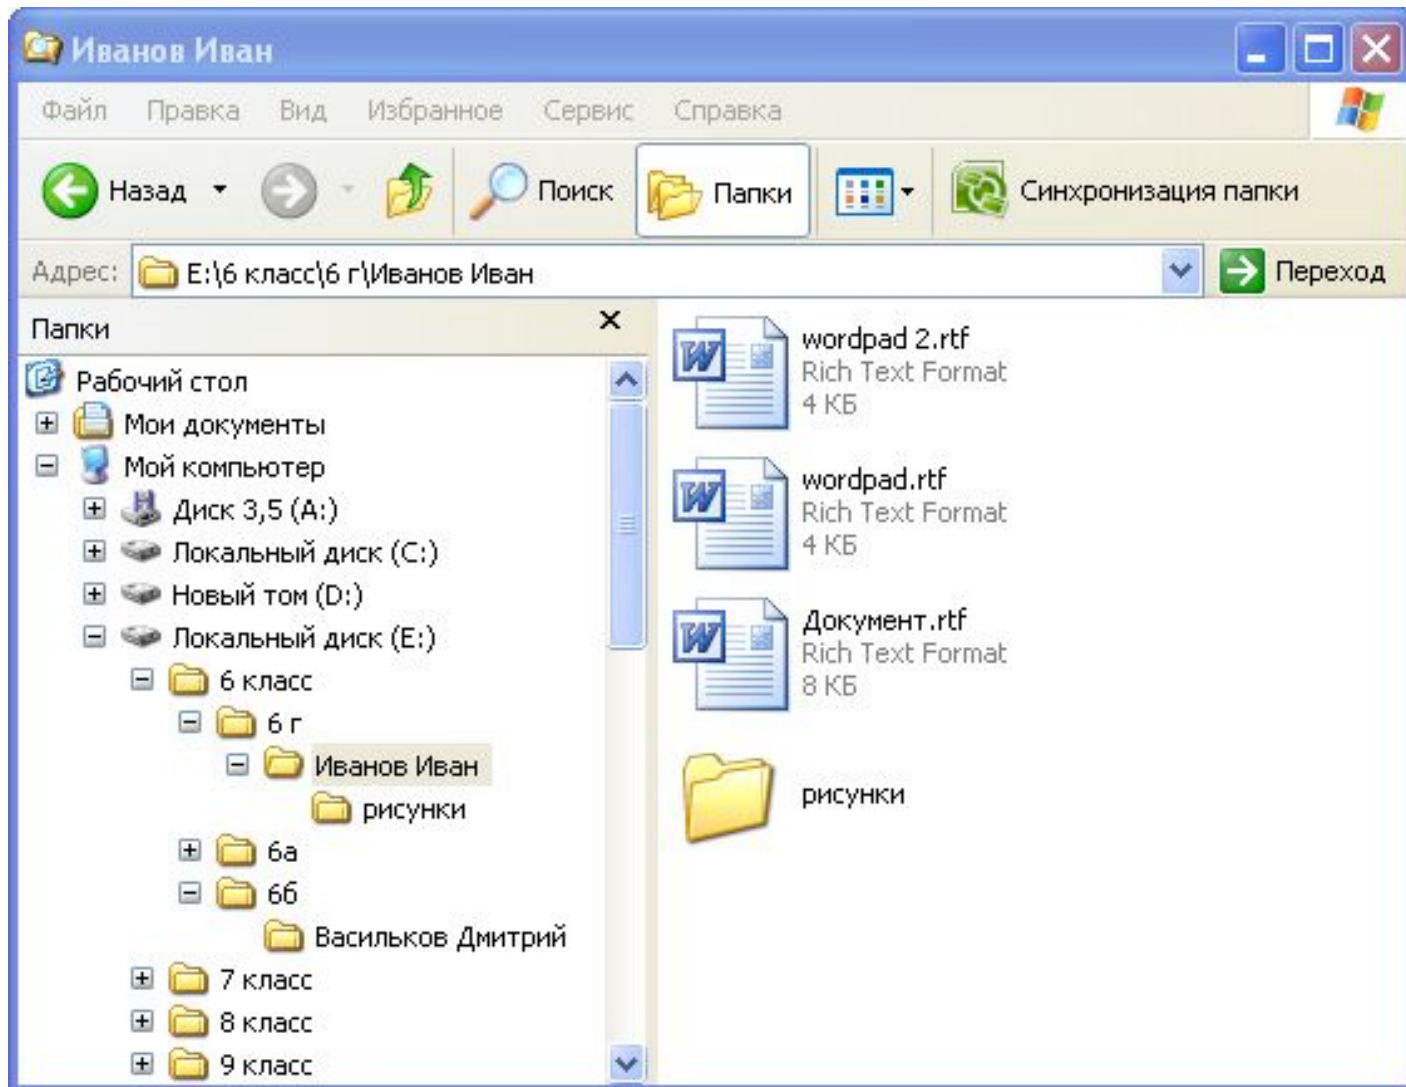 Иванов Иван
Файл Правка Вид Избранное Сервис Справка
Назад Поиск Папки Синхронизация папки
Адрес: E:\6 класс\6 г\Иванов Иван Переход
Папки
Рабочий стол
Мои документы
Мой компьютер
Диск 3,5 (A:)
Локальный диск (C:)
Новый том (D:)
Локальный диск (E:)
6 класс
6 г
Иванов Иван
рисунки
6а
6б
Васильков Дмитрий
7 класс
8 класс
9 класс
wordpad 2.rtf
Rich Text Format
4 КБ
wordpad.rtf
Rich Text Format
4 КБ
Документ.rtf
Rich Text Format
8 КБ
рисунки